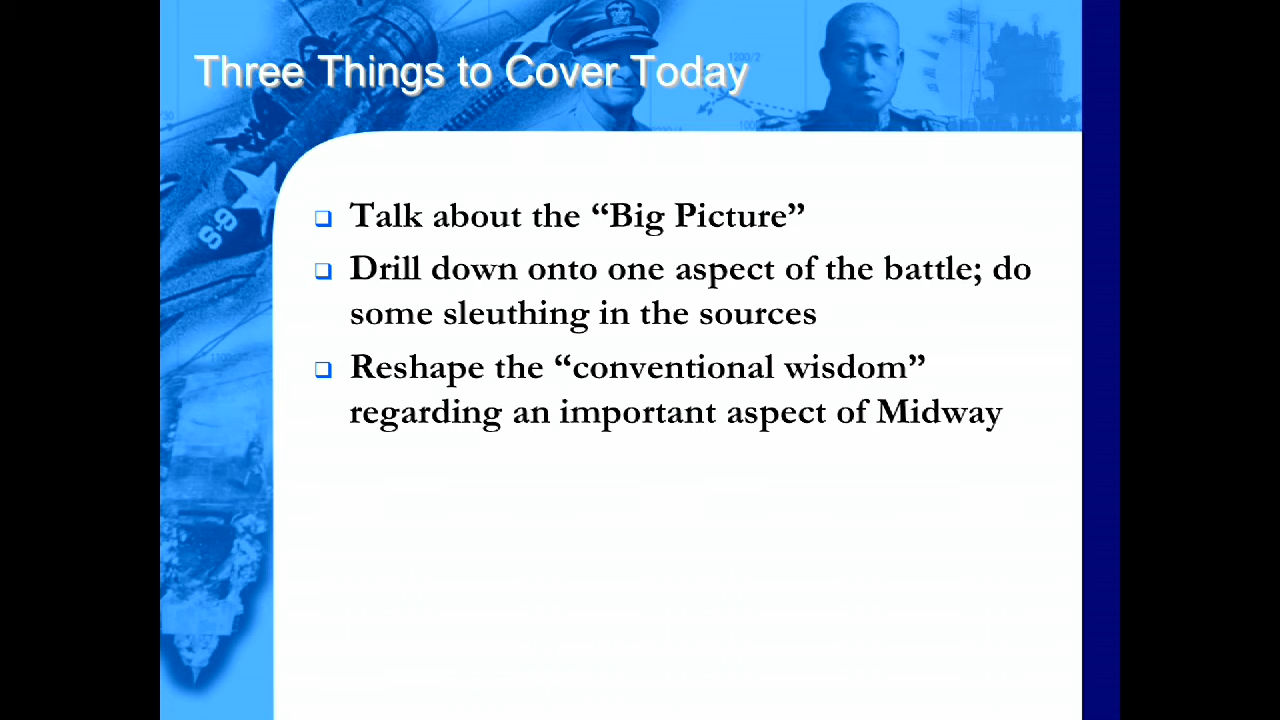 Three Things to Cover Today
Talk about the “Big Picture”
Drill down onto one aspect of the battle; do
some sleuthing in the sources
Reshape the “conventional wisdom”
regarding an important aspect of Midway